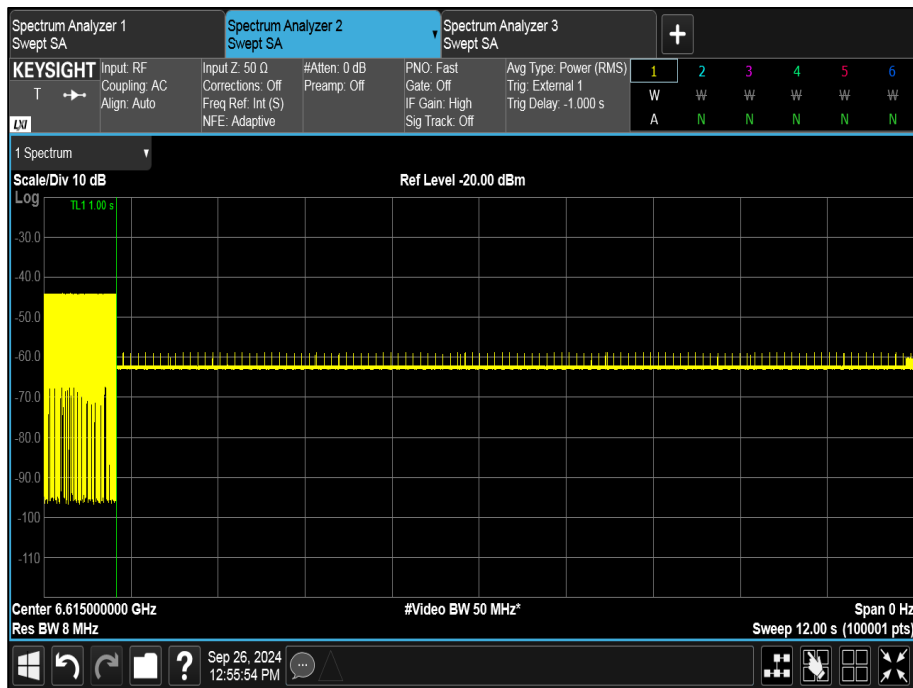 Spectrum Analyzer 1
Swept SA
Spectrum Analyzer 2
Swept SA
Spectrum Analyzer 3
Swept SA
+
KEYSIGHT
T
LXI
Input: RF
Coupling: AC
Align: Auto
Input Z: 50 Ω
Corrections: Off
Freq Ref: Int (S)
NFE: Adaptive
#Atten: 0 dB
Preamp: Off
PNO: Fast
Gate: Off
IF Gain: High
Sig Track: Off
Avg Type: Power (RMS)
Trig: External 1
Trig Delay: -1.000 s
1 2 3 4 5 6
W W W W W W
A N N N N N
1 Spectrum
Scale/Div 10 dB
Ref Level -20.00 dBm
Log
TL1 1.00 s
-30.0
-40.0
-50.0
-60.0
-70.0
-80.0
-90.0
-100
-110
Center 6.615000000 GHz
#Video BW 50 MHz*
Span 0 Hz
Res BW 8 MHz
Sweep 12.00 s (100001 pts)
?
Sep 26, 2024
12:55:54 PM